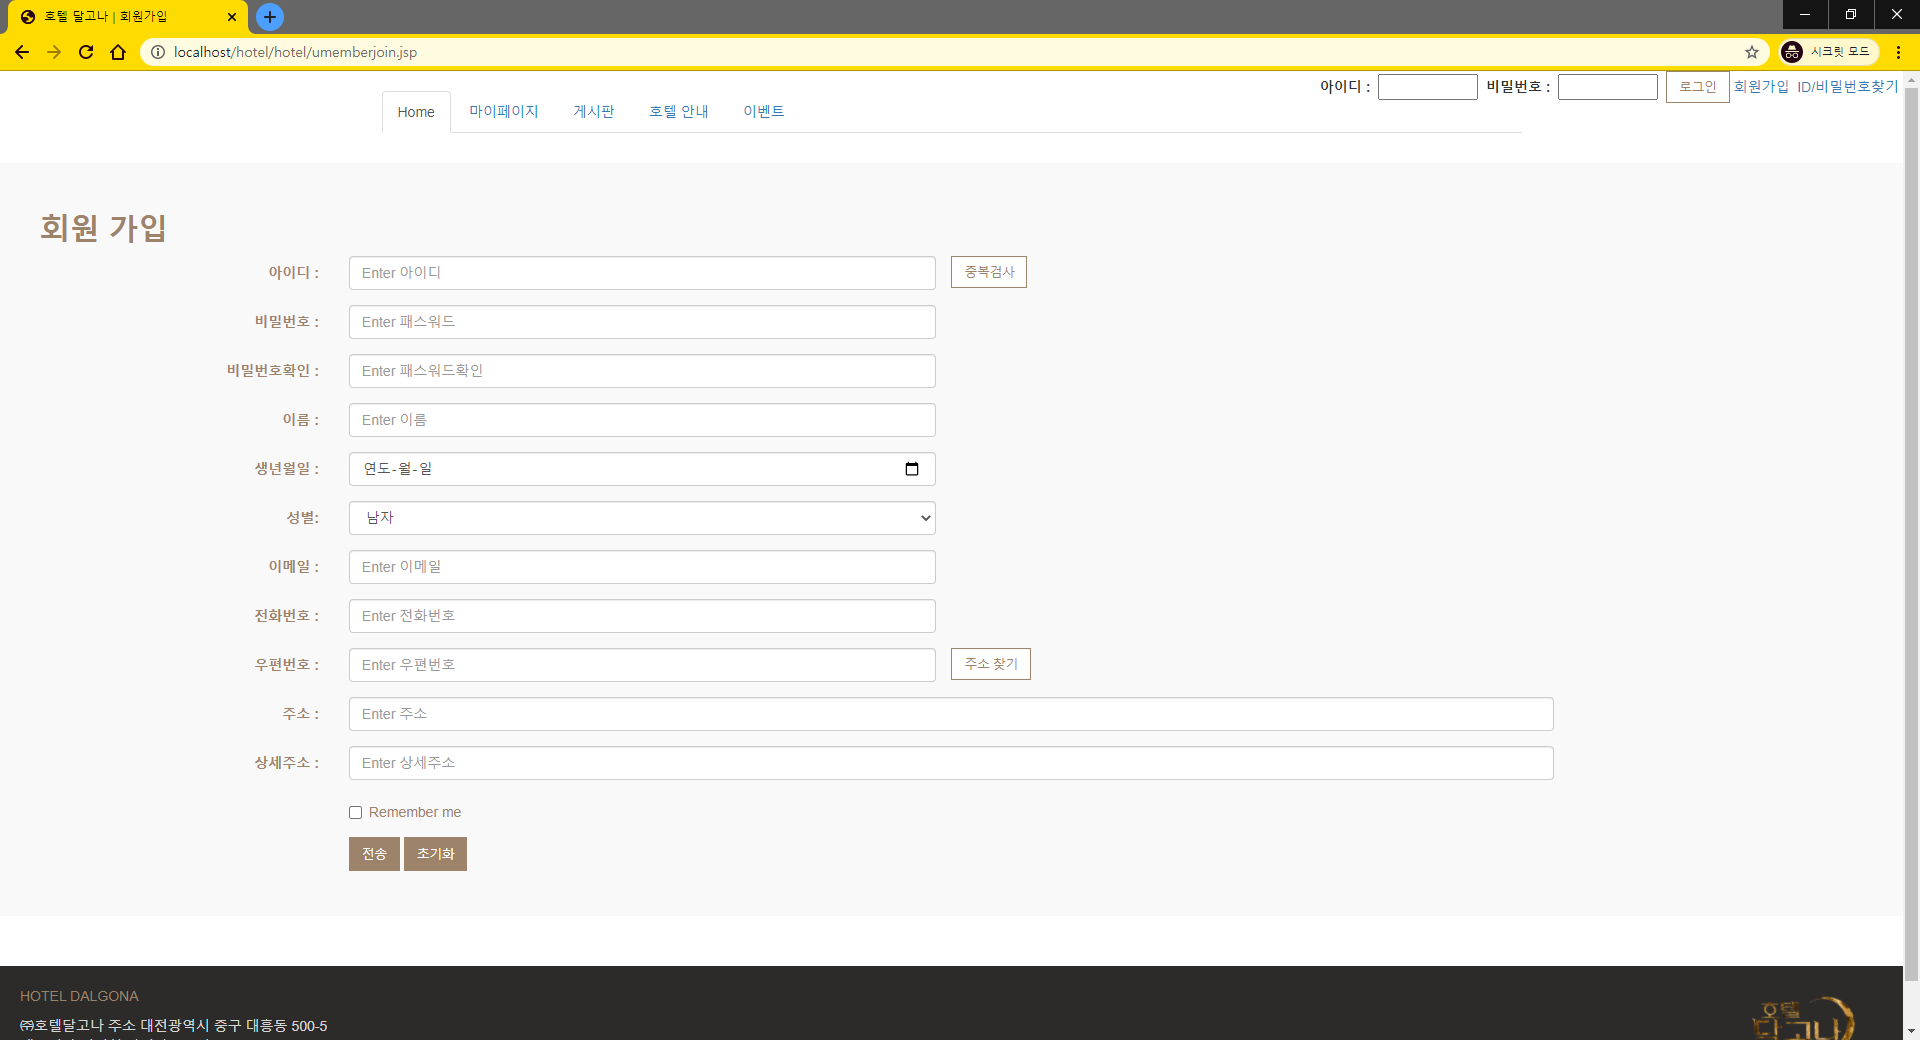 호텔 달고나 | 회원가입
localhost/hotel/hotel/umemberjoin.jsp
시크릿 모드
아이디 : 비밀번호 : 로그인 회원가입 ID/비밀번호찾기
Home 마이페이지 게시판 호텔 안내 이벤트
회원 가입
아이디 : Enter 아이디 중복검사
비밀번호 : Enter 패스워드
비밀번호확인 : Enter 패스워드확인
이름 : Enter 이름
생년월일 : 연도-월-일
성별: 남자
이메일 : Enter 이메일
전화번호 : Enter 전화번호
우편번호 : Enter 우편번호 주소 찾기
주소 : Enter 주소
상세주소 : Enter 상세주소
Remember me
전송 초기화
HOTEL DALGONA
㈜호텔달고나 주소 대전광역시 중구 대흥동 500-5
호텔
달고나